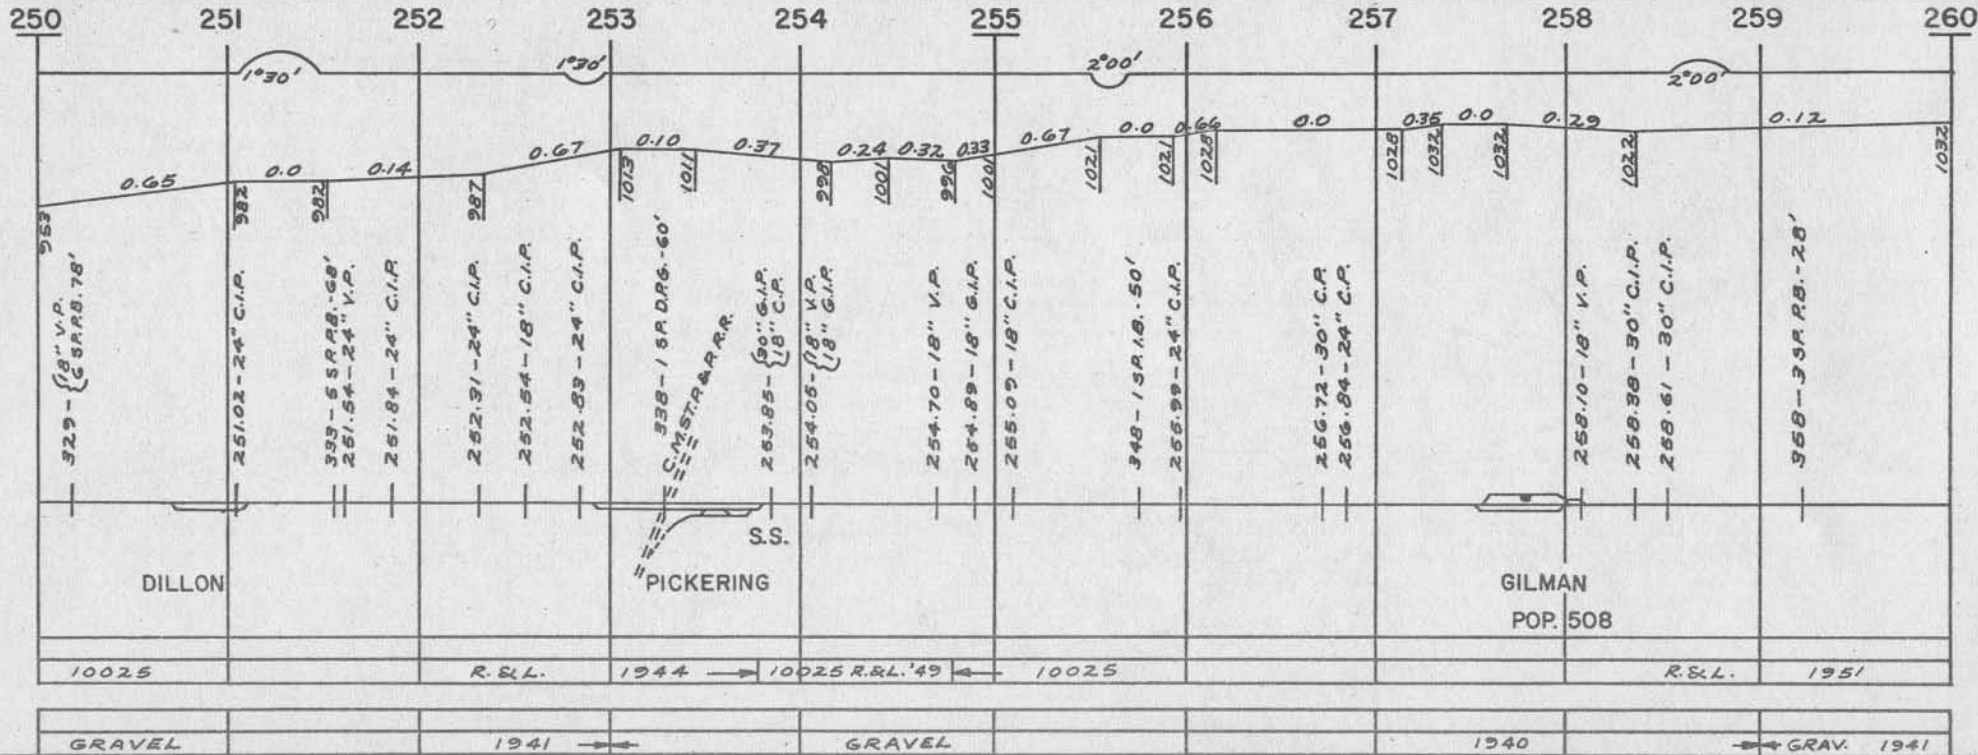 250 251 252 253 254 255 256 257 258 259 260
1°30' 1°30' 2°00' 2°00'
0.65 0.0 0.14 0.67 0.10 0.37 0.24 0.32 0.33 0.67 0.0 0.66 0.0 0.35 0.0 0.29 0.12
953 982 982 987 1013 1011 998 1001 996 1001 1021 1021 1028 1028 1032 1032 1022 1032
329-{18" V.P.
6 SP.P.B. 78'
251.02-24" C.I.P.
333-5 SP.P.B.-68'
251.54-24" V.P.
251.84-24" C.I.P.
252.31-24" C.I.P.
252.54-18" C.I.P.
252.83-24" C.I.P.
338-1 SP. D.P.G.-60'
C.M.ST.P. & P. R.R.
253.85-{30" G.I.P.
18" C.P.
254.05-{18" V.P.
18" G.I.P.
254.70-18" V.P.
254.89-18" G.I.P.
255.09-18" C.I.P.
348-1 SP. I.B.-50'
255.99-24" C.I.P.
256.72-30" C.P.
256.84-24" C.P.
258.10-18" V.P.
258.38-30" C.I.P.
258.61-30" C.I.P.
358-3 SP. P.B.-28'
S.S.
DILLON PICKERING GILMAN
POP. 508
10025 R.&L. 1944 10025 R.&L.'49 10025 R.&L. 1951
GRAVEL 1941 GRAVEL 1940 GRAV. 1941